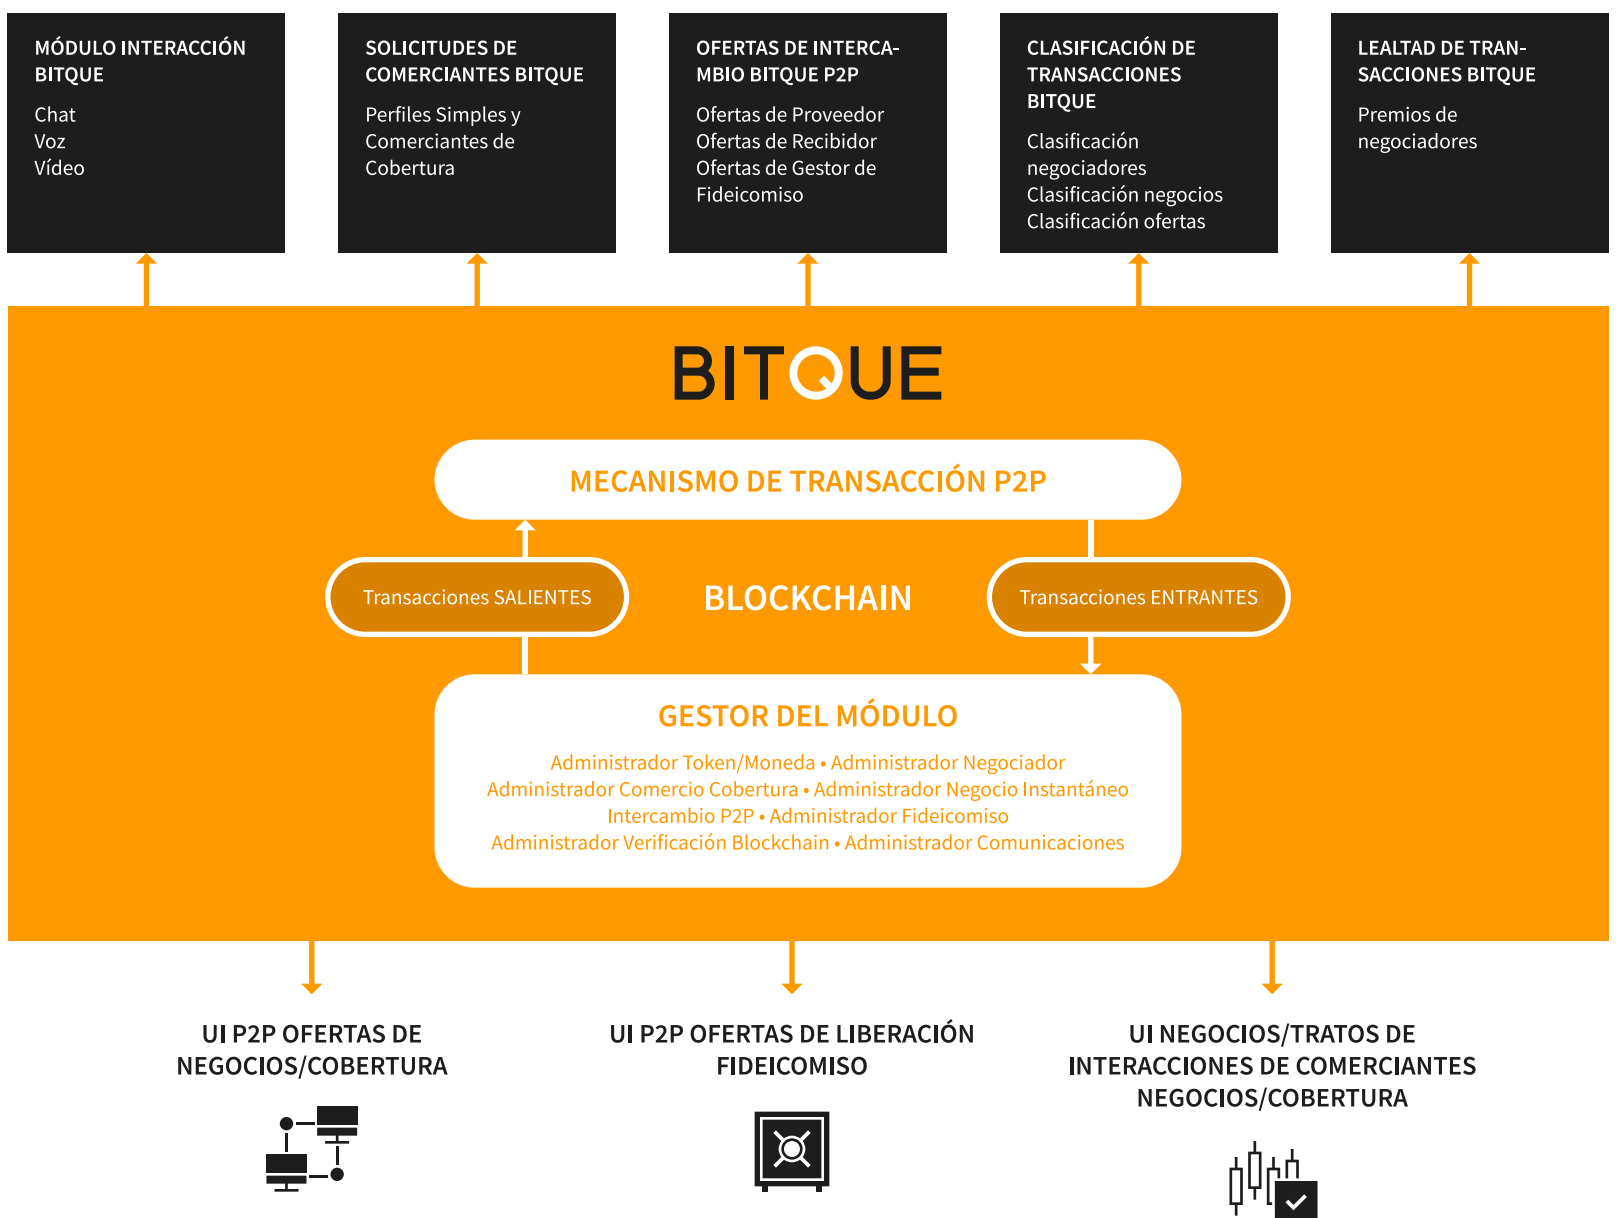 MÓDULO INTERACCIÓN
BITQUE
Chat
Voz
Vídeo
SOLICITUDES DE
COMERCIANTES BITQUE
Perfiles Simples y
Comerciantes de
Cobertura
OFERTAS DE INTERCA-
MBIO BITQUE P2P
Ofertas de Proveedor
Ofertas de Recibidor
Ofertas de Gestor de
Fideicomiso
CLASIFICACIÓN DE
TRANSACCIONES
BITQUE
Clasificación
negociadores
Clasificación negocios
Clasificación ofertas
LEALTAD DE TRAN-
SACCIONES BITQUE
Premios de
negociadores
BITQUE
MECANISMO DE TRANSACCIÓN P2P
Transacciones SALIENTES
BLOCKCHAIN
Transacciones ENTRANTES
GESTOR DEL MÓDULO
Administrador Token/Moneda • Administrador Negociador
Administrador Comercio Cobertura • Administrador Negocio Instantáneo
Intercambio P2P • Administrador Fideicomiso
Administrador Verificación Blockchain • Administrador Comunicaciones
UI P2P OFERTAS DE
NEGOCIOS/COBERTURA
UI P2P OFERTAS DE LIBERACIÓN
FIDEICOMISO
UI NEGOCIOS/TRATOS DE
INTERACCIONES DE COMERCIANTES
NEGOCIOS/COBERTURA